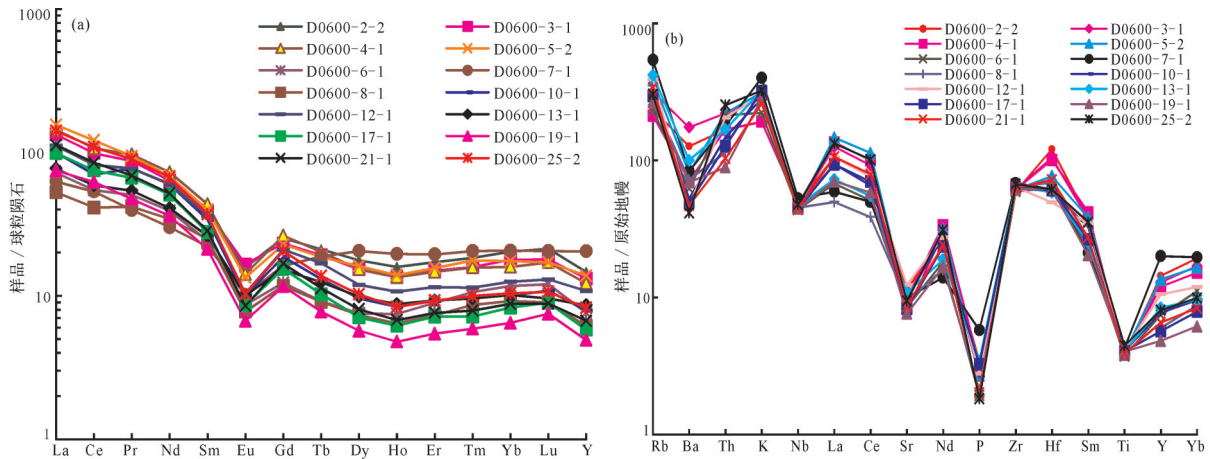 (a)
1000
100
10
1
样品 / 球粒陨石
D0600-2-2 D0600-3-1
D0600-4-1 D0600-5-2
D0600-6-1 D0600-7-1
D0600-8-1 D0600-10-1
D0600-12-1 D0600-13-1
D0600-17-1 D0600-19-1
D0600-21-1 D0600-25-2
La Ce Pr Nd Sm Eu Gd Tb Dy Ho Er Tm Yb Lu Y
(b)
1000
100
10
1
样品 / 原始地幔
D0600-2-2 D0600-3-1
D0600-4-1 D0600-5-2
D0600-6-1 D0600-7-1
D0600-8-1 D0600-10-1
D0600-12-1 D0600-13-1
D0600-17-1 D0600-19-1
D0600-21-1 D0600-25-2
Rb Ba Th K Nb La Ce Sr Nd P Zr Hf Sm Ti Y Yb